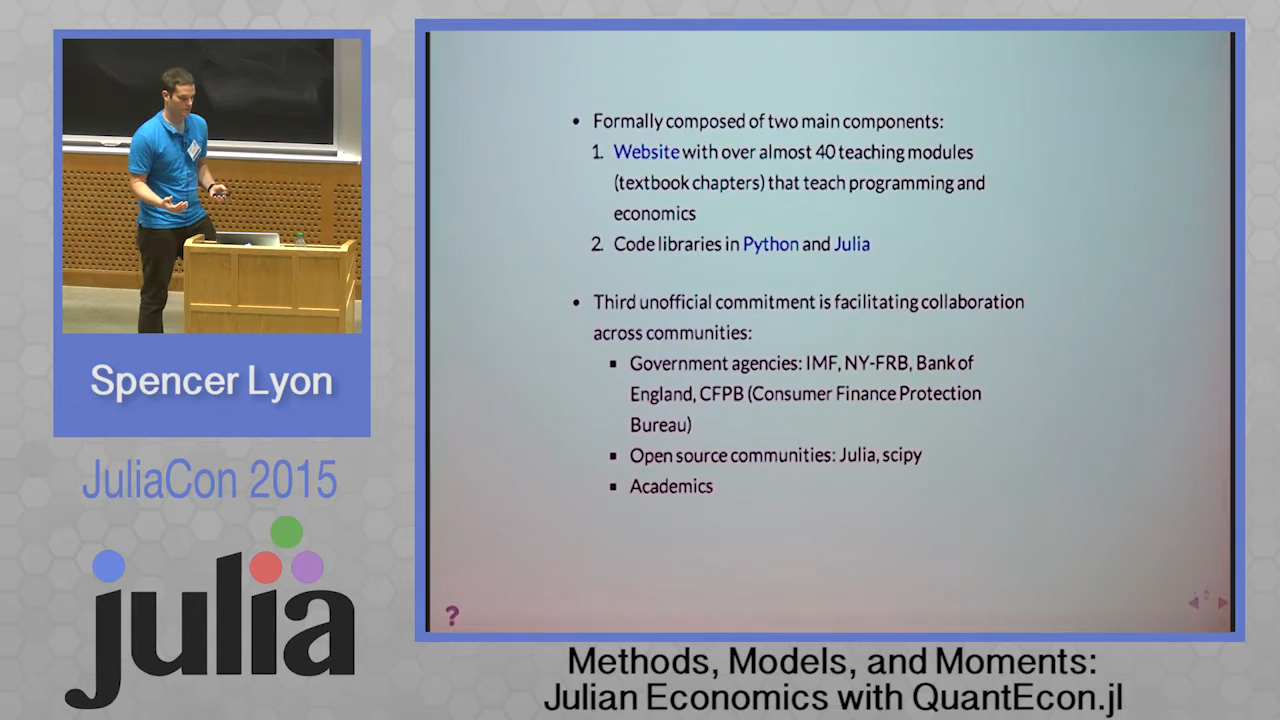 • Formally composed of two main components:
1. Website with over almost 40 teaching modules
(textbook chapters) that teach programming and
economics
2. Code libraries in Python and Julia
• Third unofficial commitment is facilitating collaboration
across communities:
▪ Government agencies: IMF, NY-FRB, Bank of
England, CFPB (Consumer Finance Protection
Bureau)
▪ Open source communities: Julia, scipy
▪ Academics
?
Spencer Lyon
JuliaCon 2015
julia
Methods, Models, and Moments:
Julian Economics with QuantEcon.jl